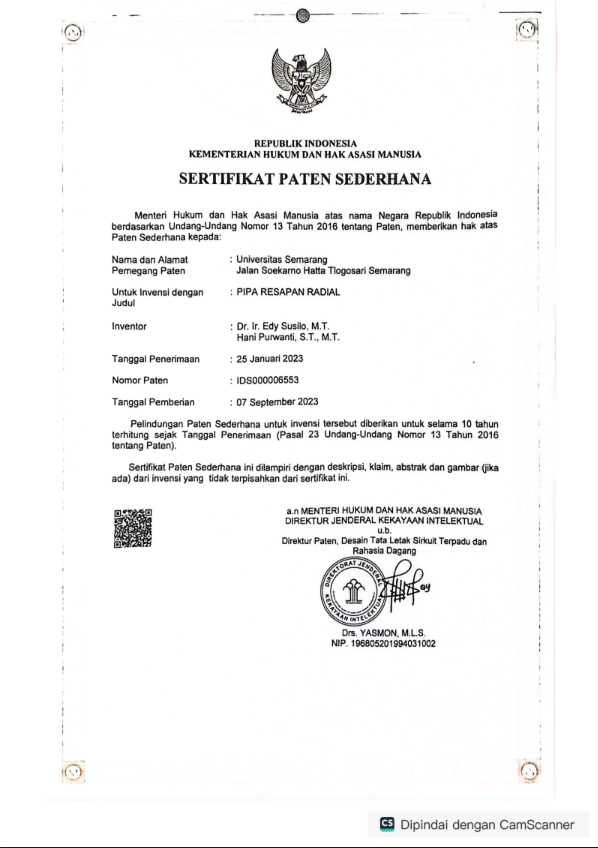 REPUBLIK INDONESIA
KEMENTERIAN HUKUM DAN HAK ASASI MANUSIA
SERTIFIKAT PATEN SEDERHANA
Menteri Hukum dan Hak Asasi Manusia atas nama Negara Republik Indonesia
berdasarkan Undang-Undang Nomor 13 Tahun 2016 tentang Paten, memberikan hak atas
Paten Sederhana kepada:
Nama dan Alamat : Universitas Semarang
Pemegang Paten Jalan Soekarno Hatta Tlogosari Semarang
Untuk Invensi dengan : PIPA RESAPAN RADIAL
Judul
Inventor : Dr. Ir. Edy Susilo, M.T.
Hani Purwanti, S.T., M.T.
Tanggal Penerimaan : 25 Januari 2023
Nomor Paten : IDS000006553
Tanggal Pemberian : 07 September 2023
Pelindungan Paten Sederhana untuk invensi tersebut diberikan untuk selama 10 tahun
terhitung sejak Tanggal Penerimaan (Pasal 23 Undang-Undang Nomor 13 Tahun 2016
tentang Paten).
Sertifikat Paten Sederhana ini dilampiri dengan deskripsi, klaim, abstrak dan gambar (jika
ada) dari invensi yang tidak terpisahkan dari sertifikat ini.
a.n MENTERI HUKUM DAN HAK ASASI MANUSIA
DIREKTUR JENDERAL KEKAYAAN INTELEKTUAL
u.b.
Direktur Paten, Desain Tata Letak Sirkuit Terpadu dan
Rahasia Dagang
DIREKTORAT JENDERAL
KEKAYAAN INTELEKTUAL
Drs. YASMON, M.L.S.
NIP. 196805201994031002
CS Dipindai dengan CamScanner